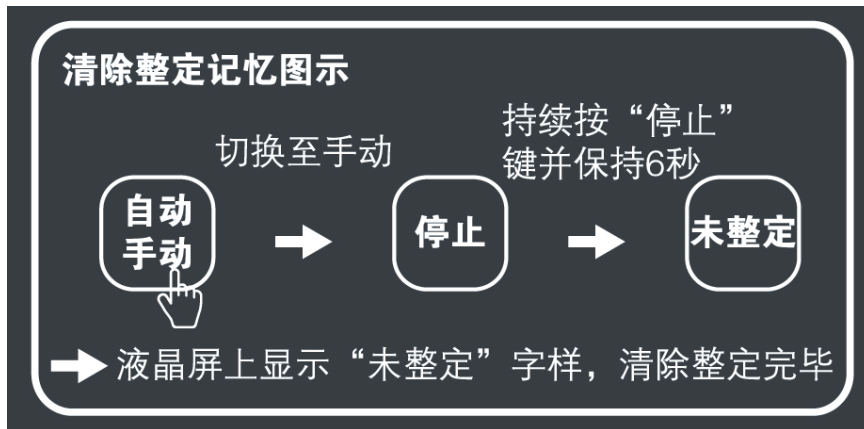 清除整定记忆图示
切换至手动
持续按“停止”
键并保持6秒
自动
手动
停止
未整定
液晶屏上显示“未整定”字样，清除整定完毕